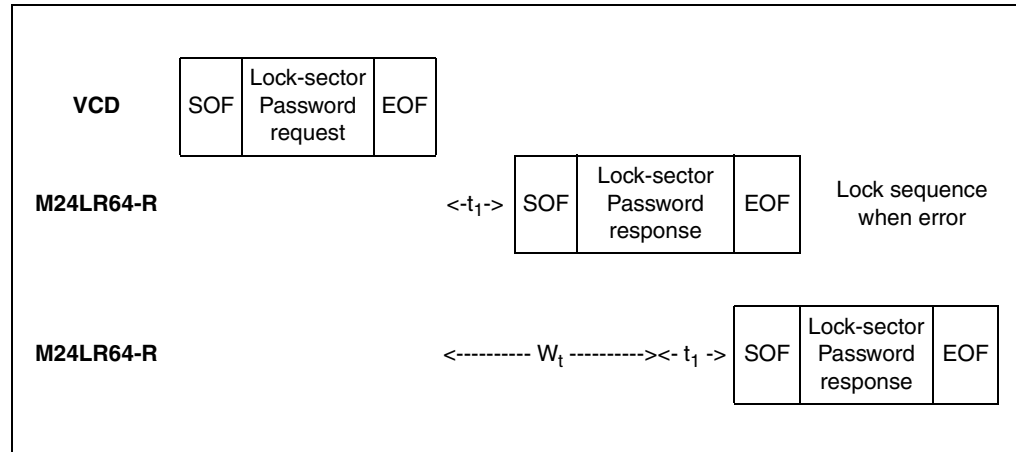 VCD
SOF
Lock-sector
Password
request
EOF
M24LR64-R
<-t₁->
SOF
Lock-sector
Password
response
EOF
Lock sequence
when error
M24LR64-R
<---------- Wₜ ----------><- t₁ ->
SOF
Lock-sector
Password
response
EOF